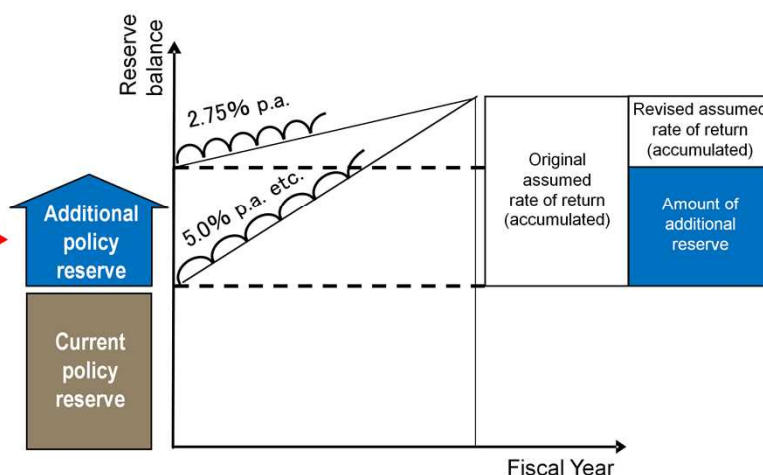 Reserve
balance
2.75% p.a.
5.0% p.a. etc.
Additional
policy
reserve
Current
policy
reserve
Original
assumed
rate of return
(accumulated)
Revised assumed
rate of return
(accumulated)
Amount of
additional
reserve
Fiscal Year